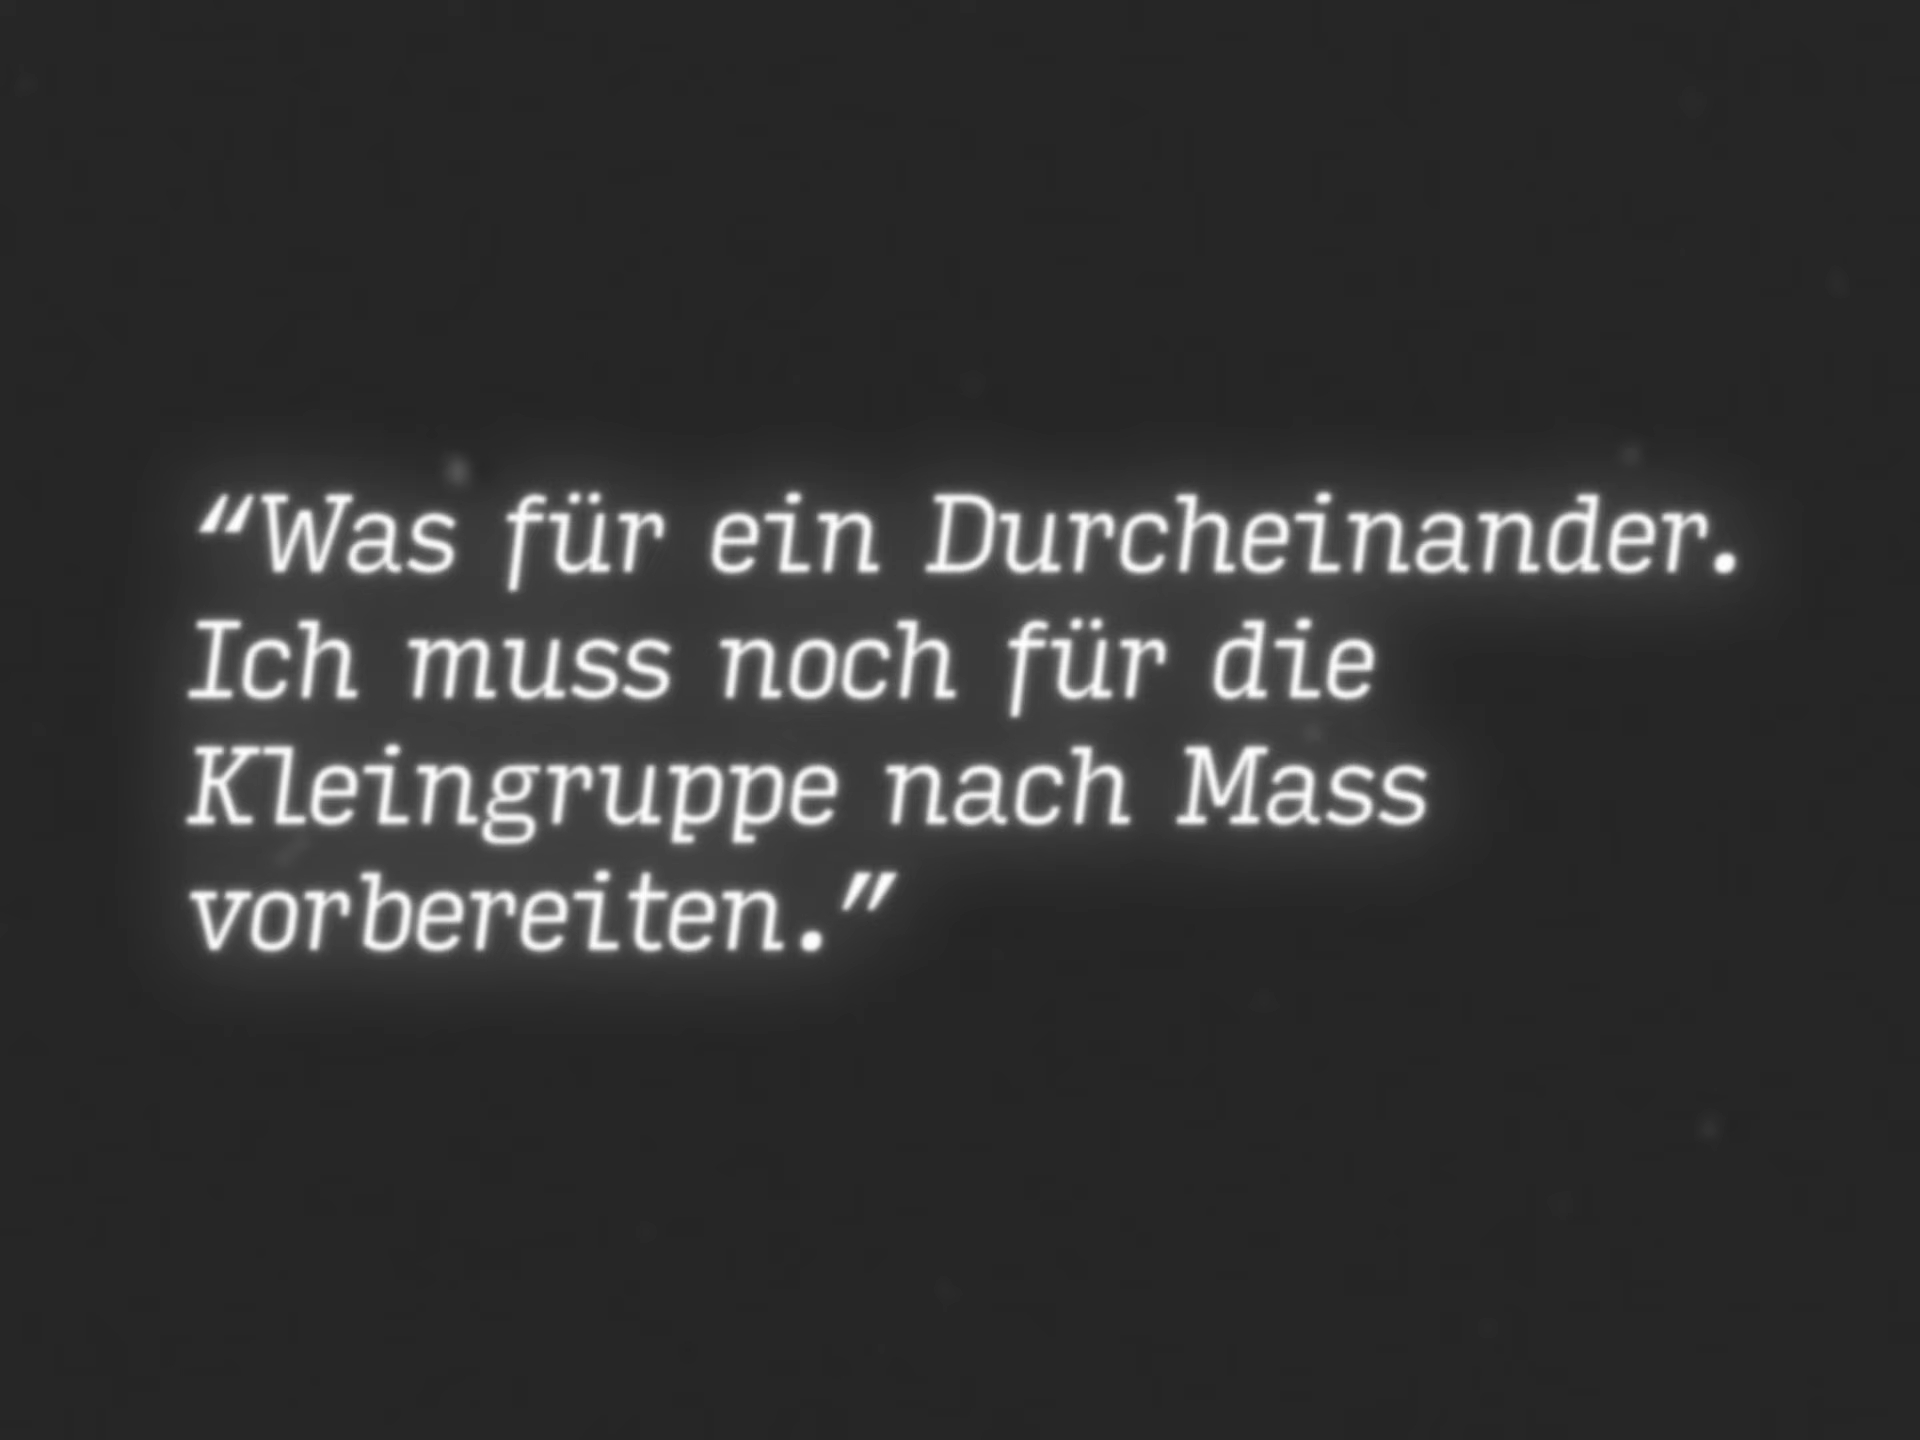 “Was für ein Durcheinander.
Ich muss noch für die
Kleingruppe nach Mass
vorbereiten.”